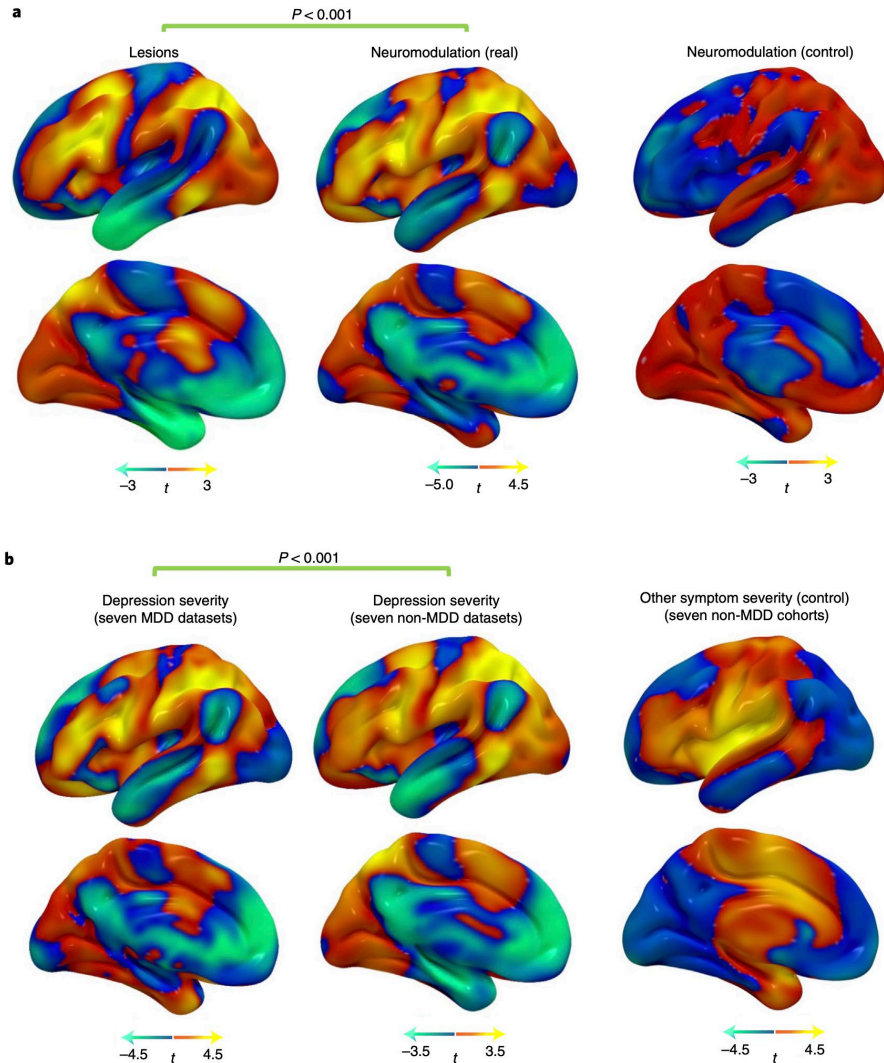 a
P < 0.001
Lesions
Neuromodulation (real)
Neuromodulation (control)
–3
t
3
–5.0
t
4.5
–3
t
3
b
P < 0.001
Depression severity
(seven MDD datasets)
Depression severity
(seven non-MDD datasets)
Other symptom severity (control)
(seven non-MDD cohorts)
–4.5
t
4.5
–3.5
t
3.5
–4.5
t
4.5